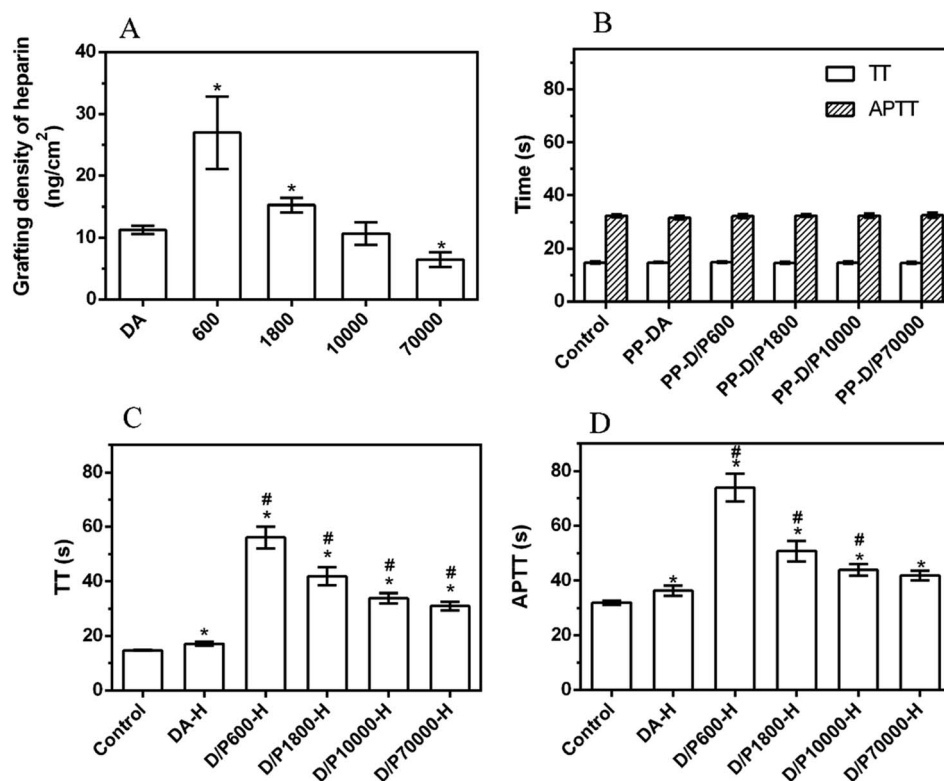 A
Grafting density of heparin
(ng/cm²)
40
30
20
10
0
*
*
*
DA
600
1800
10000
70000
B
Time (s)
80
60
40
20
0
TT
APTT
Control
PP-DA
PP-D/P600
PP-D/P1800
PP-D/P10000
PP-D/P70000
C
TT (s)
80
60
40
20
0
*
#
*
#
*
#
*
#
*
Control
DA-H
D/P600-H
D/P1800-H
D/P10000-H
D/P70000-H
D
APTT (s)
80
60
40
20
0
*
#
*
#
*
#
*
*
Control
DA-H
D/P600-H
D/P1800-H
D/P10000-H
D/P70000-H